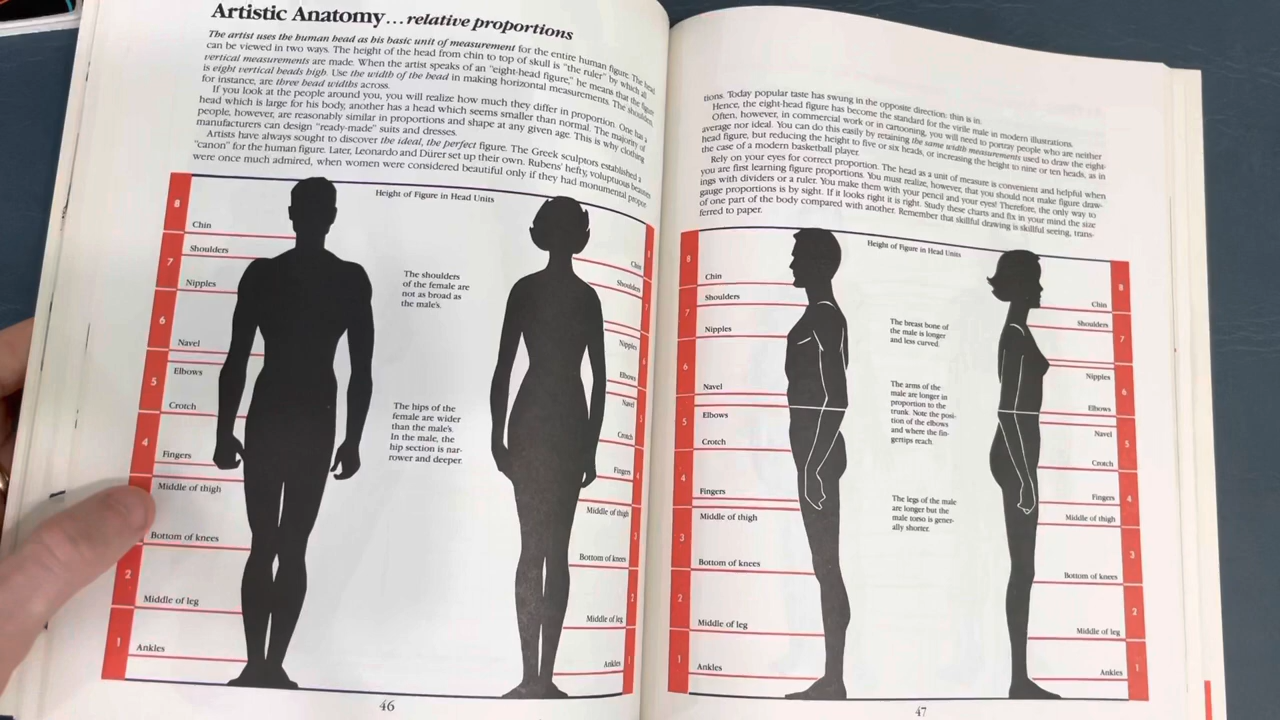 Artistic Anatomy...relative proportions
The artist uses the human head as his basic unit of measurement for the entire human figure. The head
can be viewed in two ways. The height of the head from chin to top of skull is "the ruler" by which all
vertical measurements are made. When the artist speaks of an "eight-head figure," he means that the figure
is eight vertical heads high. Use the width of the head in making horizontal measurements. The shoulders,
for instance, are three head widths across.
If you look at the people around you, you will realize how much they differ in proportion. One has a
head which is large for his body, another has a head which seems smaller than normal. The majority of
people, however, are reasonably similar in proportions and shape at any given age. This is why clothing
manufacturers can design "ready-made" suits and dresses.
Artists have always sought to discover the ideal, the perfect figure. The Greek sculptors established a
"canon" for the human figure. Later, Leonardo and Dürer set up their own. Rubens' hefty, voluptuous beauties
were once much admired, when women were considered beautiful only if they had monumental propor-
Height of Figure in Head Units
8
Chin
Shoulders
7
Nipples
6
Navel
Elbows
5
Crotch
4
Fingers
Middle of thigh
Bottom of knees
2
Middle of leg
1
Ankles
The shoulders
of the female are
not as broad as
the male's.
The hips of the
female are wider
than the male's.
In the male, the
hip section is nar-
rower and deeper.
8
Chin
Shoulders
7
Nipples
6
Elbows
Navel
5
Crotch
Fingers
4
Middle of thigh
3
Bottom of knees
2
Middle of leg
Ankles
1
46
tions. Today popular taste has swung in the opposite direction: thin is in.
Hence, the eight-head figure has become the standard for the virile male in modern illustrations.
Often, however, in commercial work or in cartooning, you will need to portray people who are neither
average nor ideal. You can do this easily by retaining the same width measurements used to draw the eight-
head figure, but reducing the height to five or six heads, or increasing the height to nine or ten heads, as in
the case of a modern basketball player.
Rely on your eyes for correct proportion. The head as a unit of measure is convenient and helpful when
you are first learning figure proportions. You must realize, however, that you should not make figure draw-
ings with dividers or a ruler. You make them with your pencil and your eyes! Therefore, the only way to
gauge proportions is by sight. If it looks right it is right. Study these charts and fix in your mind the size
of one part of the body compared with another. Remember that skillful drawing is skillful seeing, trans-
ferred to paper.
Height of Figure in Head Units
8
Chin
Shoulders
7
Nipples
6
Navel
Elbows
5
Crotch
4
Fingers
Middle of thigh
3
Bottom of knees
2
Middle of leg
1
Ankles
The breast bone of
the male is longer
and less curved.
The arms of the
male are longer in
proportion to the
trunk. Note the posi-
tion of the elbows
and where the fin-
gertips reach.
The legs of the male
are longer but the
male torso is gener-
ally shorter.
8
Chin
Shoulders
7
Nipples
6
Elbows
Navel
5
Crotch
Fingers
4
Middle of thigh
3
Bottom of knees
2
Middle of leg
Ankles
1
47